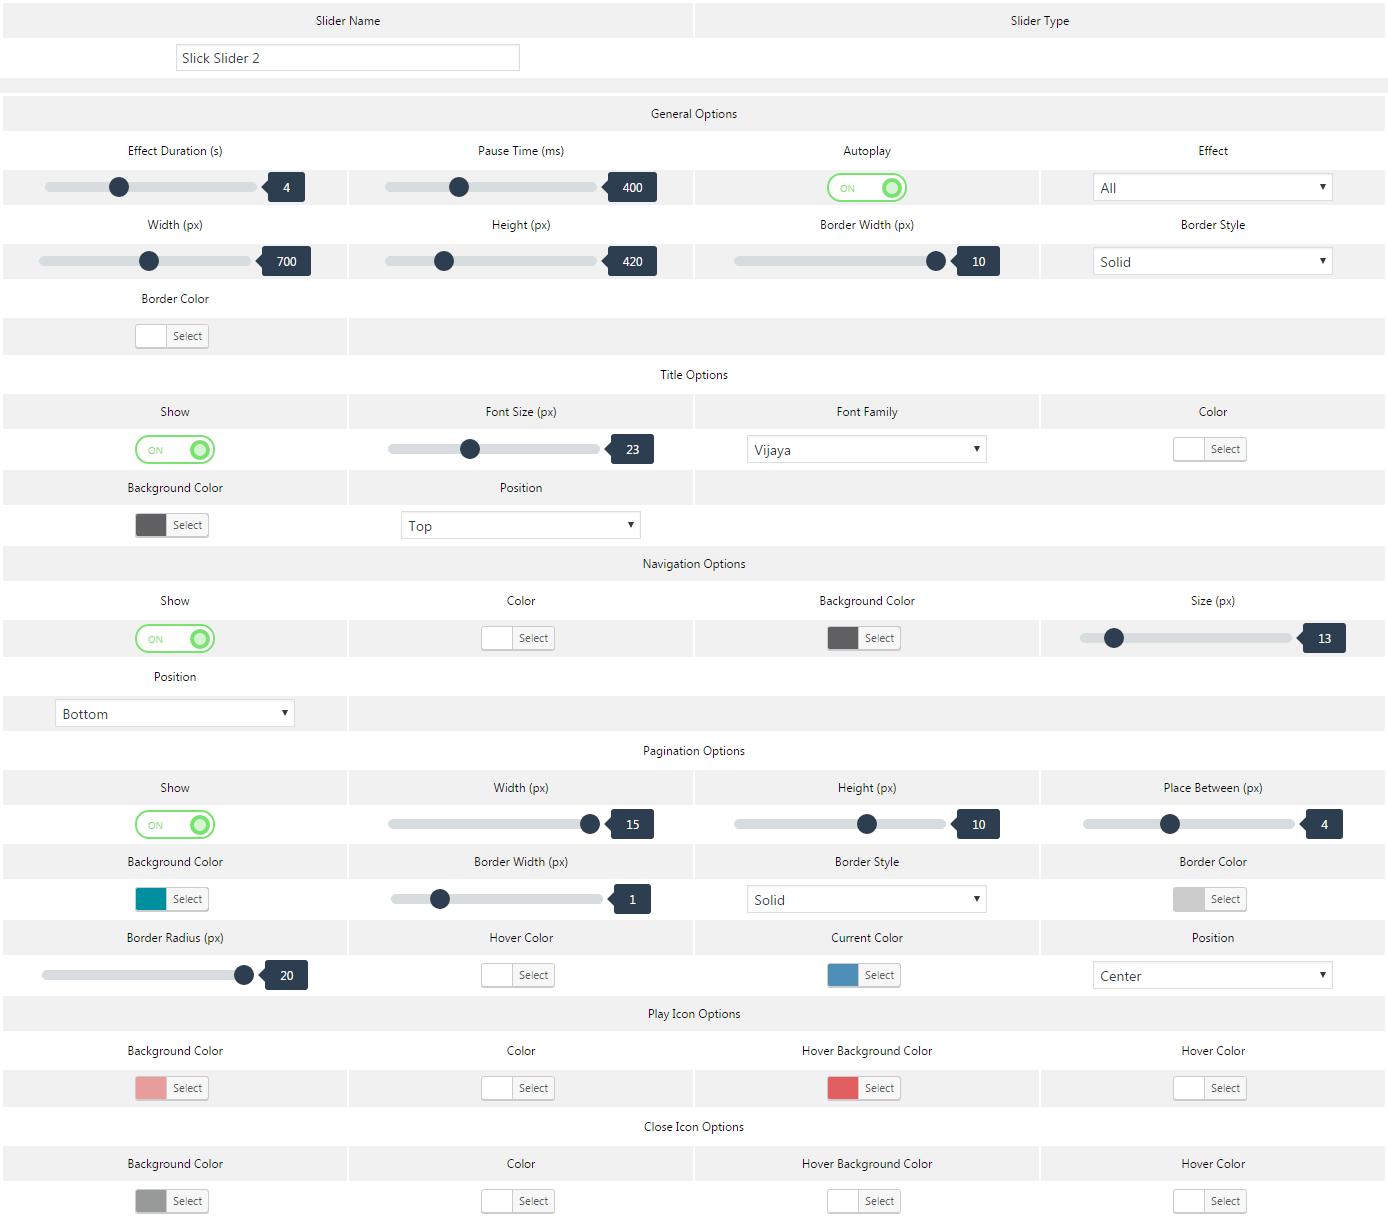 Slider Name Slider Type
Slick Slider 2
General Options
Effect Duration (s) Pause Time (ms) Autoplay Effect
4 400 ON All
Width (px) Height (px) Border Width (px) Border Style
700 420 10 Solid
Border Color
Select
Title Options
Show Font Size (px) Font Family Color
ON 23 Vijaya Select
Background Color Position
Select Top
Navigation Options
Show Color Background Color Size (px)
ON Select Select 13
Position
Bottom
Pagination Options
Show Width (px) Height (px) Place Between (px)
ON 15 10 4
Background Color Border Width (px) Border Style Border Color
Select 1 Solid Select
Border Radius (px) Hover Color Current Color Position
20 Select Select Center
Play Icon Options
Background Color Color Hover Background Color Hover Color
Select Select Select Select
Close Icon Options
Background Color Color Hover Background Color Hover Color
Select Select Select Select